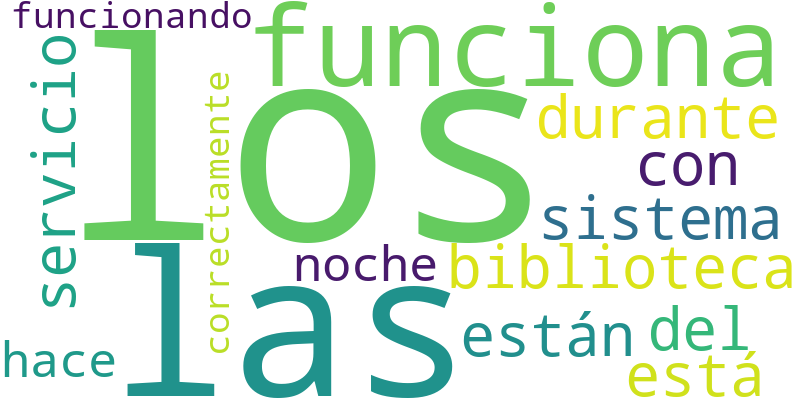 funcionando
funciona
los
servicio
correctamente
durante
con
sistema
noche
biblioteca
las
están
del
hace
está